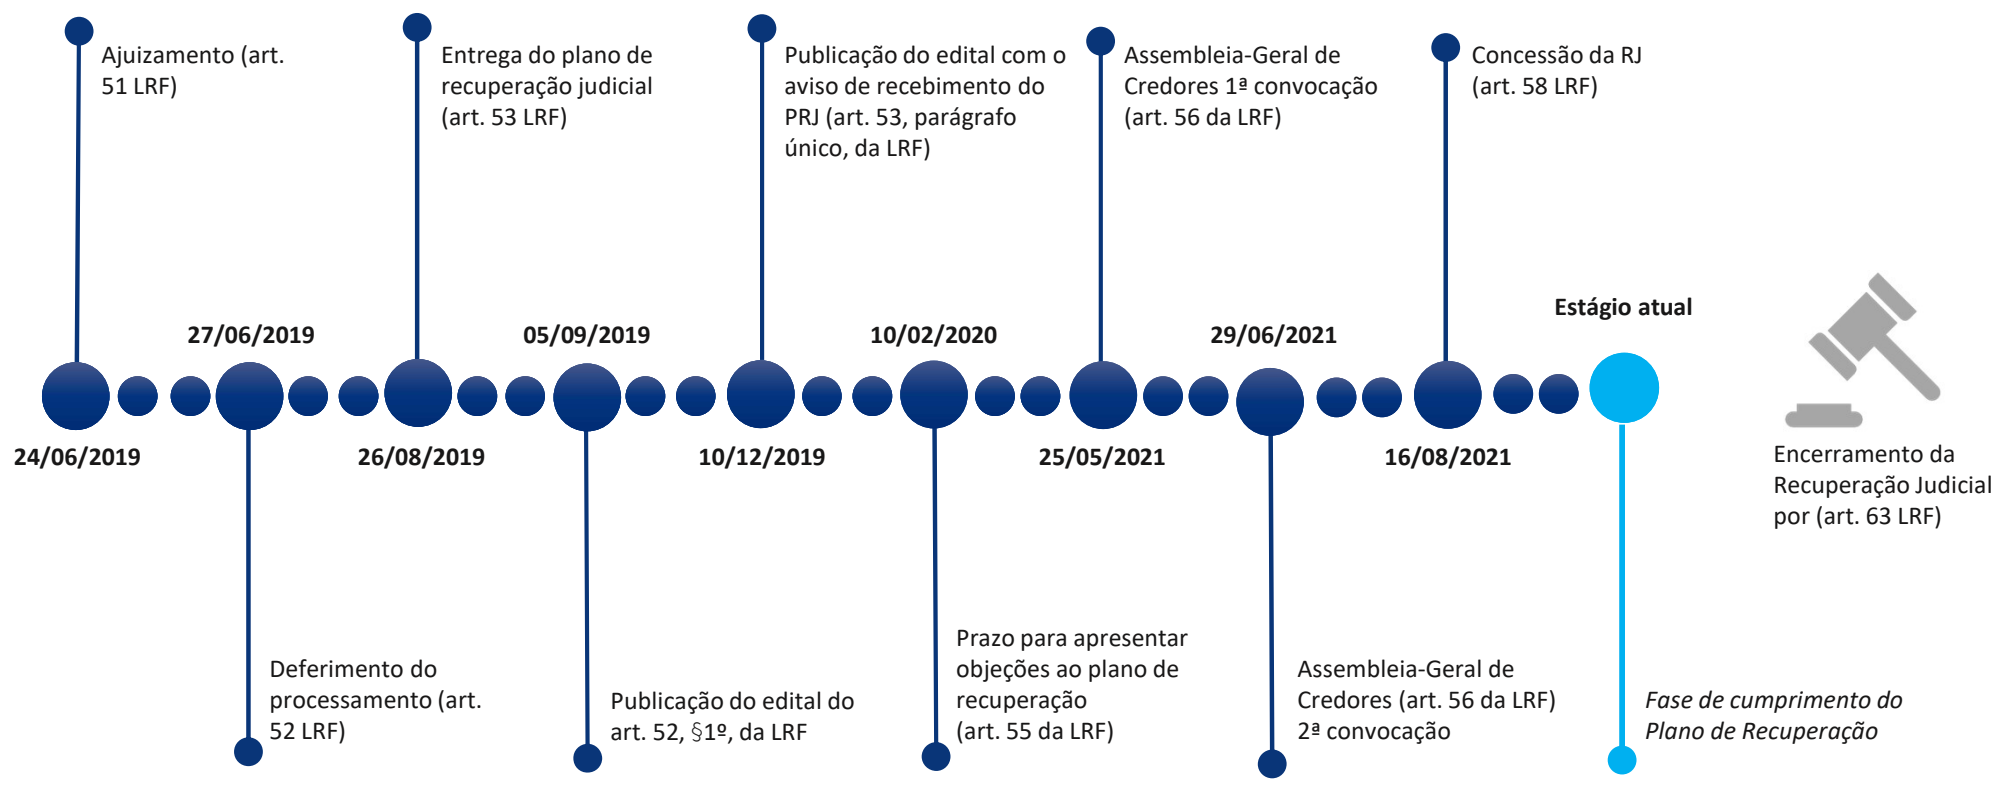 Ajuizamento (art.
51 LRF)
Entrega do plano de
recuperação judicial
(art. 53 LRF)
Publicação do edital com o
aviso de recebimento do
PRJ (art. 53, parágrafo
único, da LRF)
Assembleia-Geral de
Credores 1ª convocação
(art. 56 da LRF)
Concessão da RJ
(art. 58 LRF)
27/06/2019
05/09/2019
10/02/2020
29/06/2021
Estágio atual
24/06/2019
26/08/2019
10/12/2019
25/05/2021
16/08/2021
Encerramento da
Recuperação Judicial
por (art. 63 LRF)
Deferimento do
processamento (art.
52 LRF)
Publicação do edital do
art. 52, §1º, da LRF
Prazo para apresentar
objeções ao plano de
recuperação
(art. 55 da LRF)
Assembleia-Geral de
Credores (art. 56 da LRF)
2ª convocação
Fase de cumprimento do
Plano de Recuperação